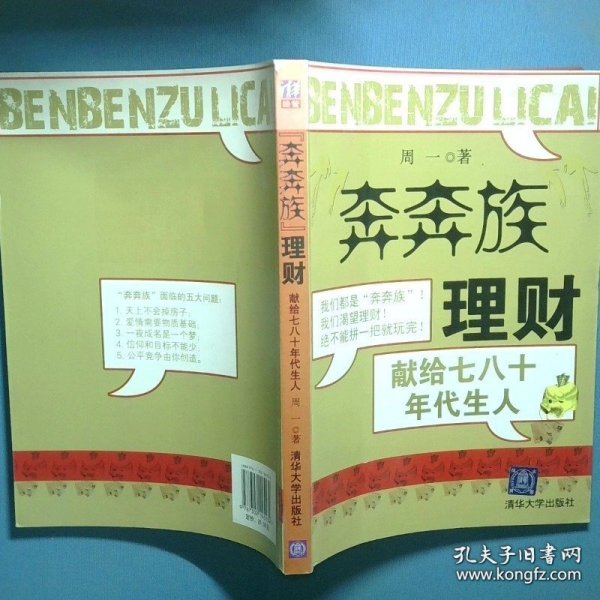 BENBENZU LICAI
"奔奔族"面临的五大问题:
1. 天上不会掉房子;
2. 爱情需要物质基础;
3. 一夜成名是一个梦;
4. 信仰和目标不能少;
5. 公平竞争由你创造。
『奔奔族』理财
献给七八十年代生人
周一◎著
清华大学出版社
BENBENZU LICAI
周一◎著
奔奔族
理财
我们都是"奔奔族"!
我们渴望理财!
绝不能拼一把就玩完!
献给七八十
年代生人
清华大学出版社
孔夫子旧书网
www.kongfz.com